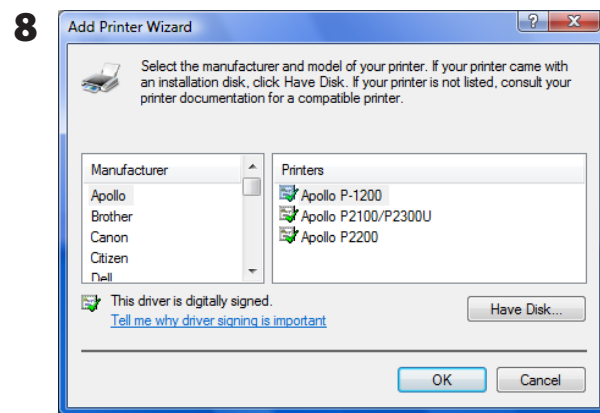 8
Add Printer Wizard
Select the manufacturer and model of your printer. If your printer came with
an installation disk, click Have Disk. If your printer is not listed, consult your
printer documentation for a compatible printer.
Manufacturer
Apollo
Brother
Canon
Citizen
Dell
Printers
Apollo P-1200
Apollo P2100/P2300U
Apollo P2200
This driver is digitally signed.
Tell me why driver signing is important
Have Disk...
OK
Cancel